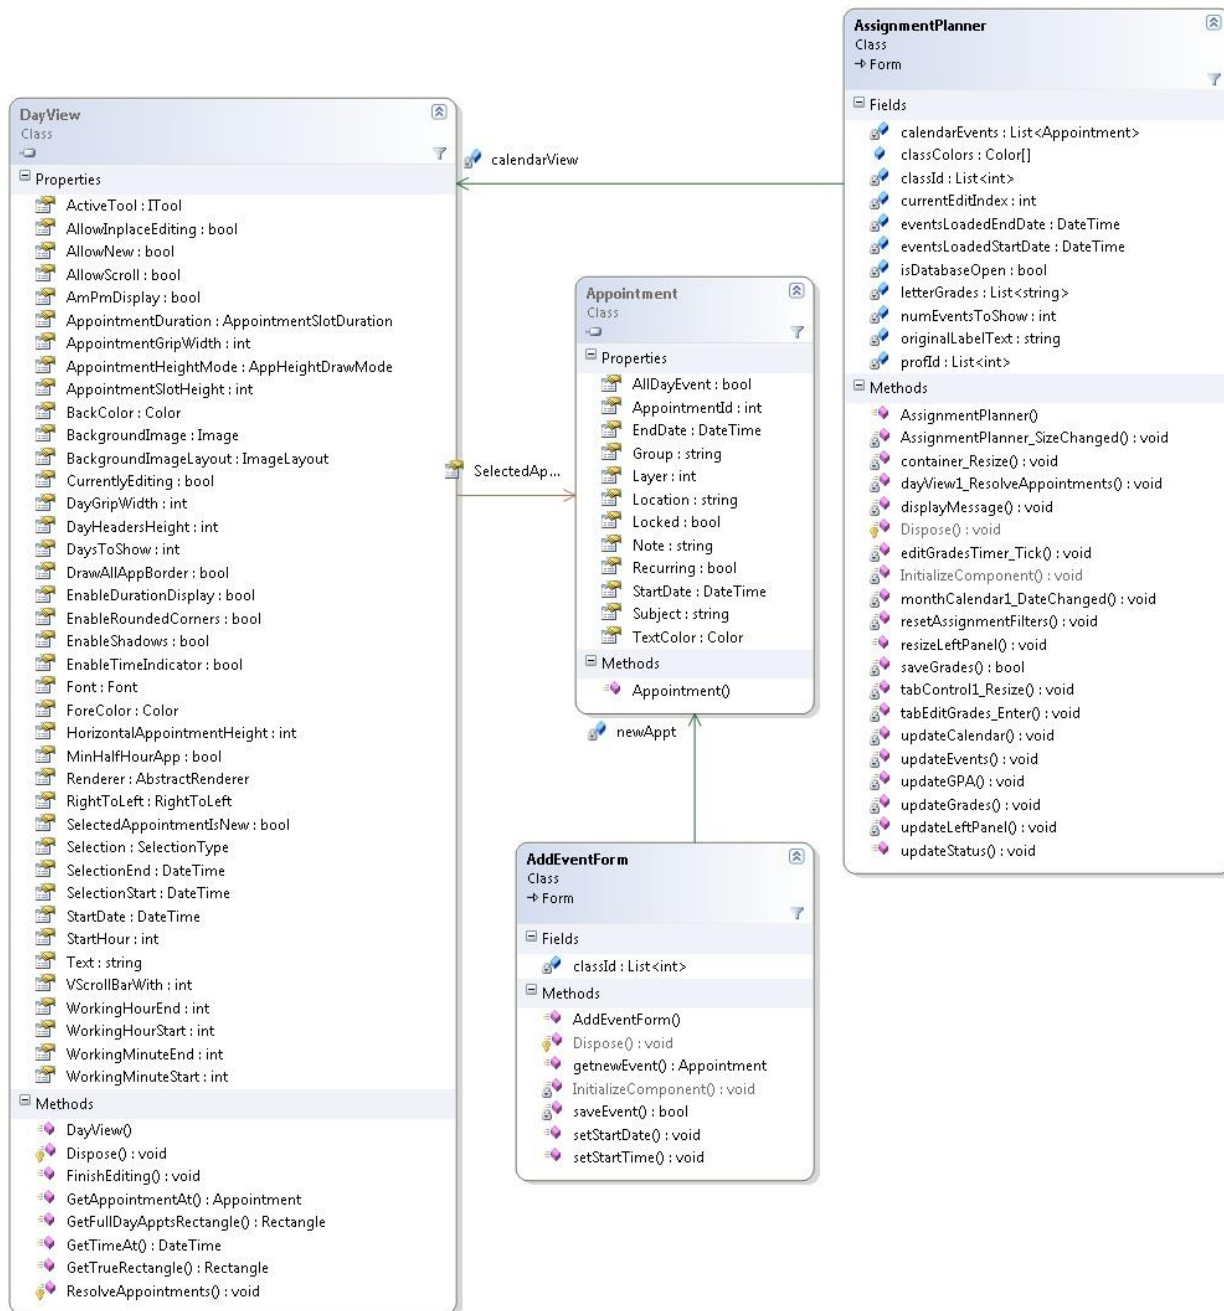 AssignmentPlanner
Class
Form
Fields
calendarEvents : List<Appointment>
classColors : Color[]
classId : List<int>
currentEditIndex : int
eventsLoadedEndDate : DateTime
eventsLoadedStartDate : DateTime
isDatabaseOpen : bool
letterGrades : List<string>
numEventsToShow : int
originalLabelText : string
profId : List<int>
Methods
AssignmentPlanner()
AssignmentPlanner_SizeChanged() : void
container_Resize() : void
dayView1_ResolveAppointments() : void
displayMessage() : void
Dispose() : void
editGradesTimer_Tick() : void
InitializeComponent() : void
monthCalendar1_DateChanged() : void
resetAssignmentFilters() : void
resizeLeftPanel() : void
saveGrades() : bool
tabControl1_Resize() : void
tabEditGrades_Enter() : void
updateCalendar() : void
updateEvents() : void
updateGPA() : void
updateGrades() : void
updateLeftPanel() : void
updateStatus() : void
DayView
Class
Properties
ActiveTool : ITool
AllowInplaceEditing : bool
AllowNew : bool
AllowScroll : bool
AmPmDisplay : bool
AppointmentDuration : AppointmentSlotDuration
AppointmentGripWidth : int
AppointmentHeightMode : AppHeightDrawMode
AppointmentSlotHeight : int
BackColor : Color
BackgroundImage : Image
BackgroundImageLayout : ImageLayout
CurrentlyEditing : bool
DayGripWidth : int
DayHeadersHeight : int
DaysToShow : int
DrawAllAppBorder : bool
EnableDurationDisplay : bool
EnableRoundedCorners : bool
EnableShadows : bool
EnableTimeIndicator : bool
Font : Font
ForeColor : Color
HorizontalAppointmentHeight : int
MinHalfHourApp : bool
Renderer : AbstractRenderer
RightToLeft : RightToLeft
SelectedAppointmentIsNew : bool
Selection : SelectionType
SelectionEnd : DateTime
SelectionStart : DateTime
StartDate : DateTime
StartHour : int
Text : string
VScrollBarWith : int
WorkingHourEnd : int
WorkingHourStart : int
WorkingMinuteEnd : int
WorkingMinuteStart : int
Methods
DayView()
Dispose() : void
FinishEditing() : void
GetAppointmentAt() : Appointment
GetFullDayApptsRectangle() : Rectangle
GetTimeAt() : DateTime
GetTrueRectangle() : Rectangle
ResolveAppointments() : void
calendarView
SelectedAp...
Appointment
Class
Properties
AllDayEvent : bool
AppointmentId : int
EndDate : DateTime
Group : string
Layer : int
Location : string
Locked : bool
Note : string
Recurring : bool
StartDate : DateTime
Subject : string
TextColor : Color
Methods
Appointment()
newAppt
AddEventForm
Class
Form
Fields
classId : List<int>
Methods
AddEventForm()
Dispose() : void
getnewEvent() : Appointment
InitializeComponent() : void
saveEvent() : bool
setStartDate() : void
setStartTime() : void